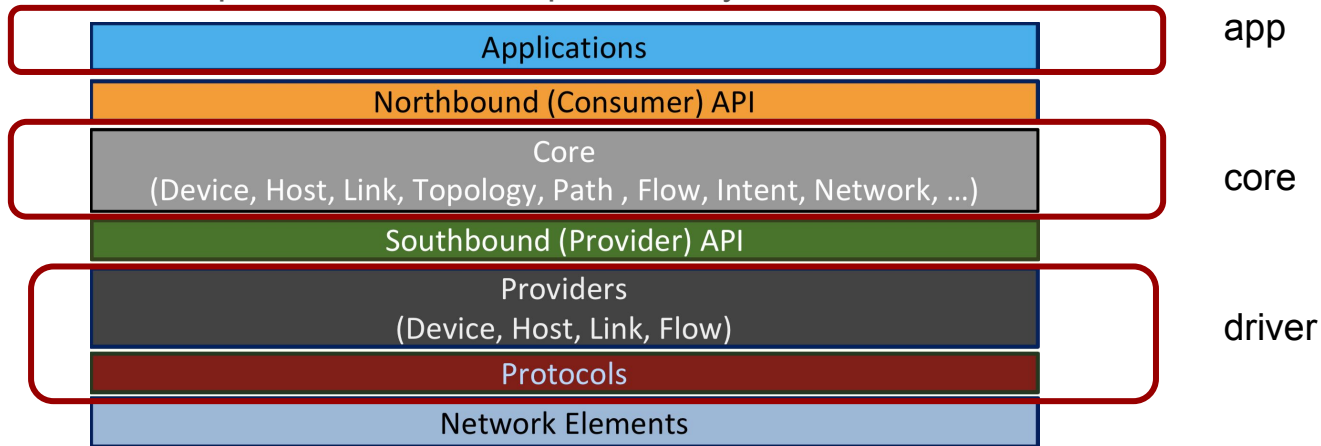 Applications
app
Northbound (Consumer) API
Core
(Device, Host, Link, Topology, Path , Flow, Intent, Network, ...)
core
Southbound (Provider) API
Providers
(Device, Host, Link, Flow)
driver
Protocols
Network Elements